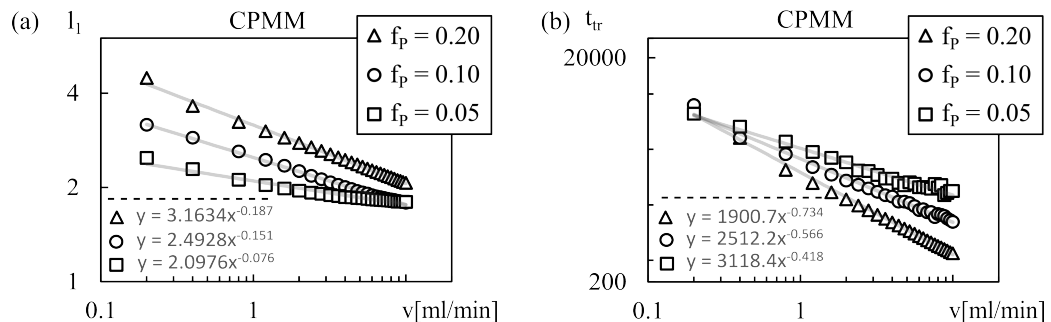 (a)
l₁
CPMM
f_P = 0.20
f_P = 0.10
f_P = 0.05
4
2
1
y = 3.1634x^-0.187
y = 2.4928x^-0.151
y = 2.0976x^-0.076
0.1
1
v[ml/min]
(b)
t_tr
CPMM
f_P = 0.20
f_P = 0.10
f_P = 0.05
20000
200
y = 1900.7x^-0.734
y = 2512.2x^-0.566
y = 3118.4x^-0.418
0.1
1
v[ml/min]